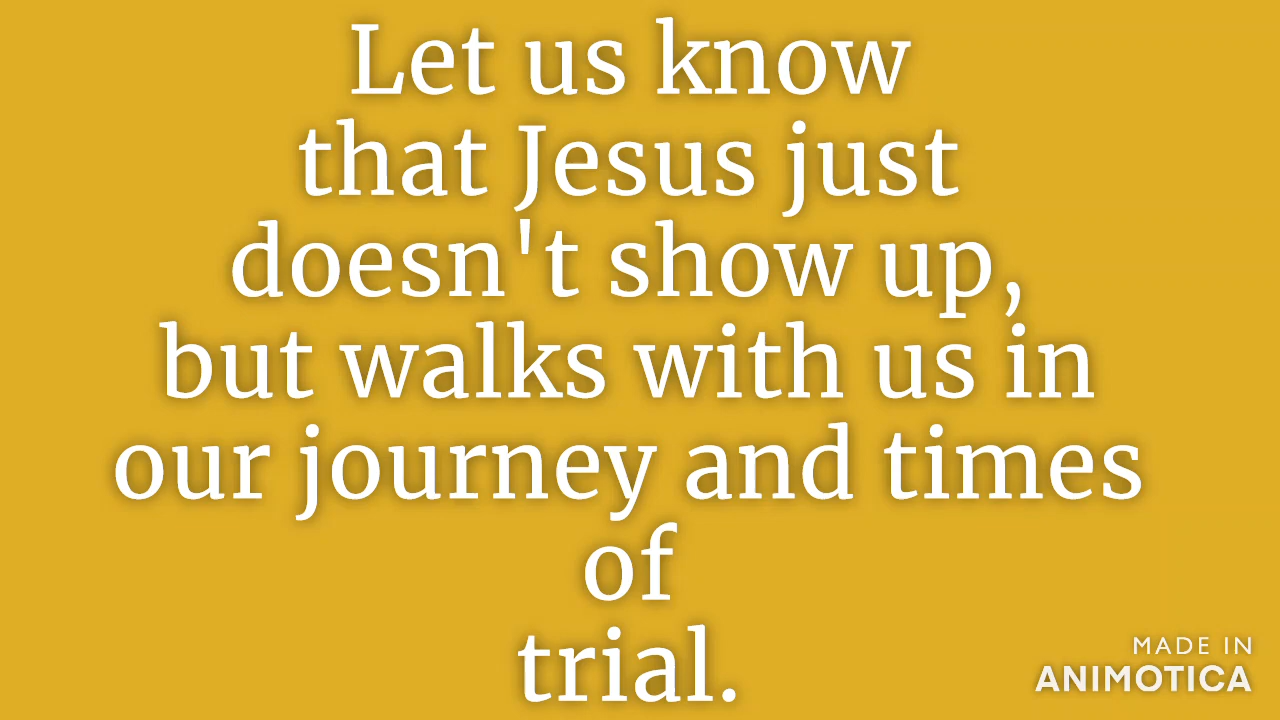 Let us know
that Jesus just
doesn't show up,
but walks with us in
our journey and times
of
trial.
MADE IN
ANIMOTICA